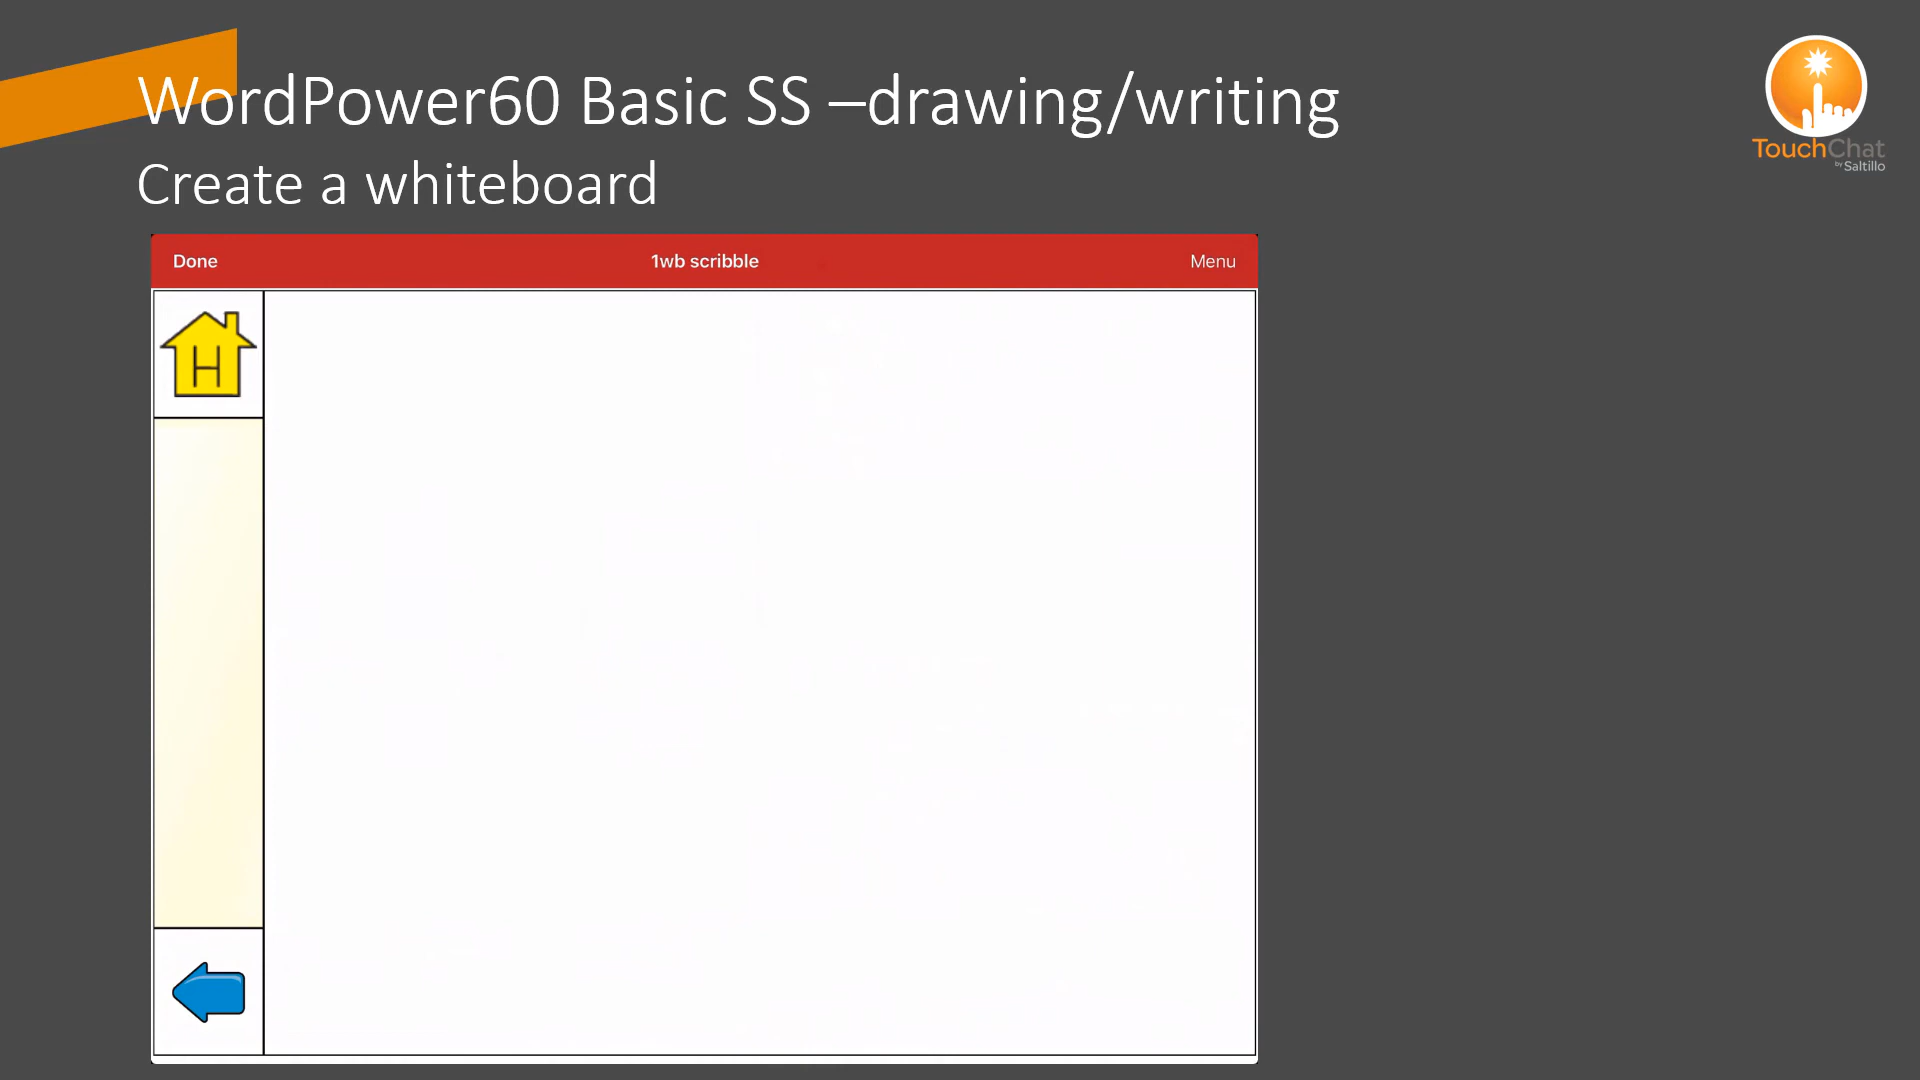 WordPower60 Basic SS –drawing/writing
Create a whiteboard
TouchChat
by Saltillo
Done 1wb scribble Menu
H